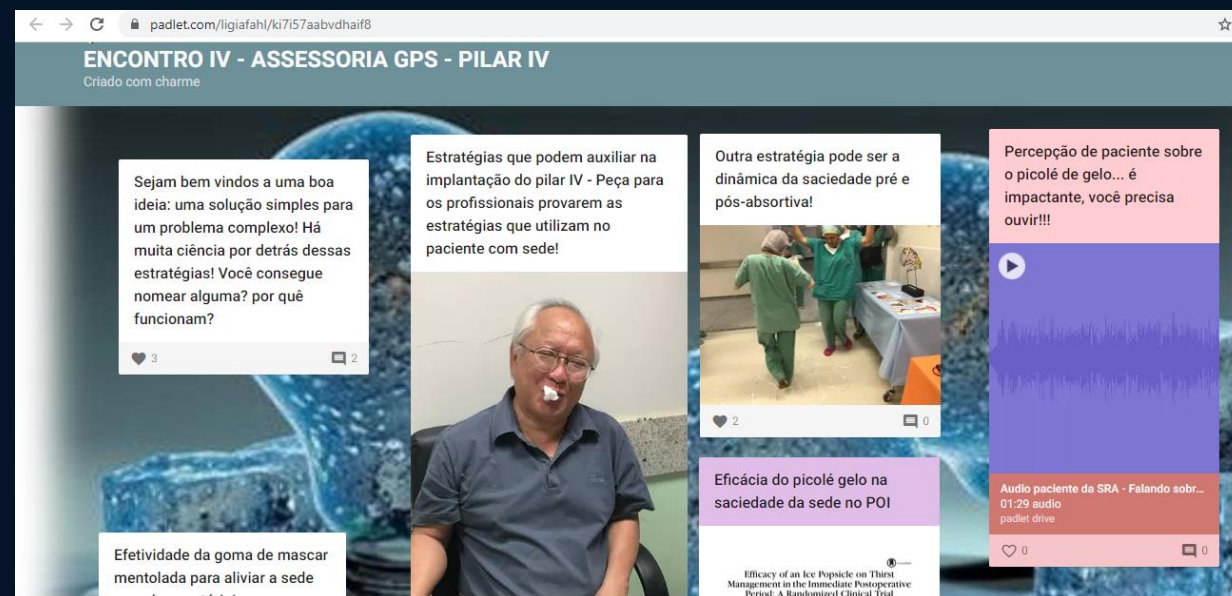 padlet.com/ligiafahl/ki7i57aabvdhaif8
ENCONTRO IV - ASSESSORIA GPS - PILAR IV
Criado com charme
Sejam bem vindos a uma boa
ideia: uma solução simples para
um problema complexo! Há
muita ciência por detrás dessas
estratégias! Você consegue
nomear alguma? por quê
funcionam?
3
2
Efetividade da goma de mascar
mentolada para aliviar a sede
Estratégias que podem auxiliar na
implantação do pilar IV - Peça para
os profissionais provarem as
estratégias que utilizam no
paciente com sede!
Outra estratégia pode ser a
dinâmica da saciedade pré e
pós-absortiva!
2
0
Eficácia do picolé gelo na
saciedade da sede no POI
Efficacy of an Ice Popsicle on Thirst
Management in the Immediate Postoperative
Period: A Randomized Clinical Trial
Percepção de paciente sobre
o picolé de gelo... é
impactante, você precisa
ouvir!!!
Audio paciente da SRA - Falando sobr...
01:29 audio
padlet drive
0
0